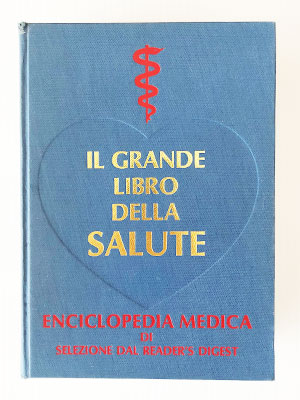 IL GRANDE
LIBRO
DELLA
SALUTE
ENCICLOPEDIA MEDICA
DI
SELEZIONE DAL READER'S DIGEST